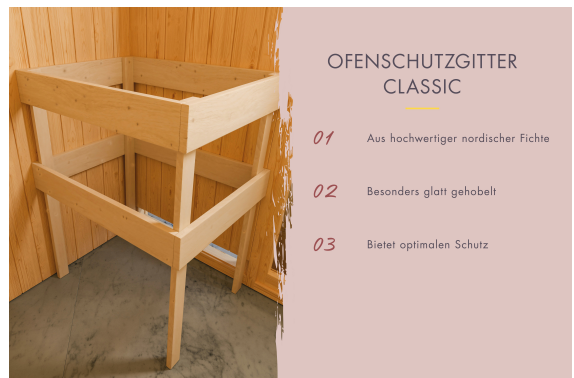 OFENSCHUTZGITTER
CLASSIC
01 Aus hochwertiger nordischer Fichte
02 Besonders glatt gehobelt
03 Bietet optimalen Schutz